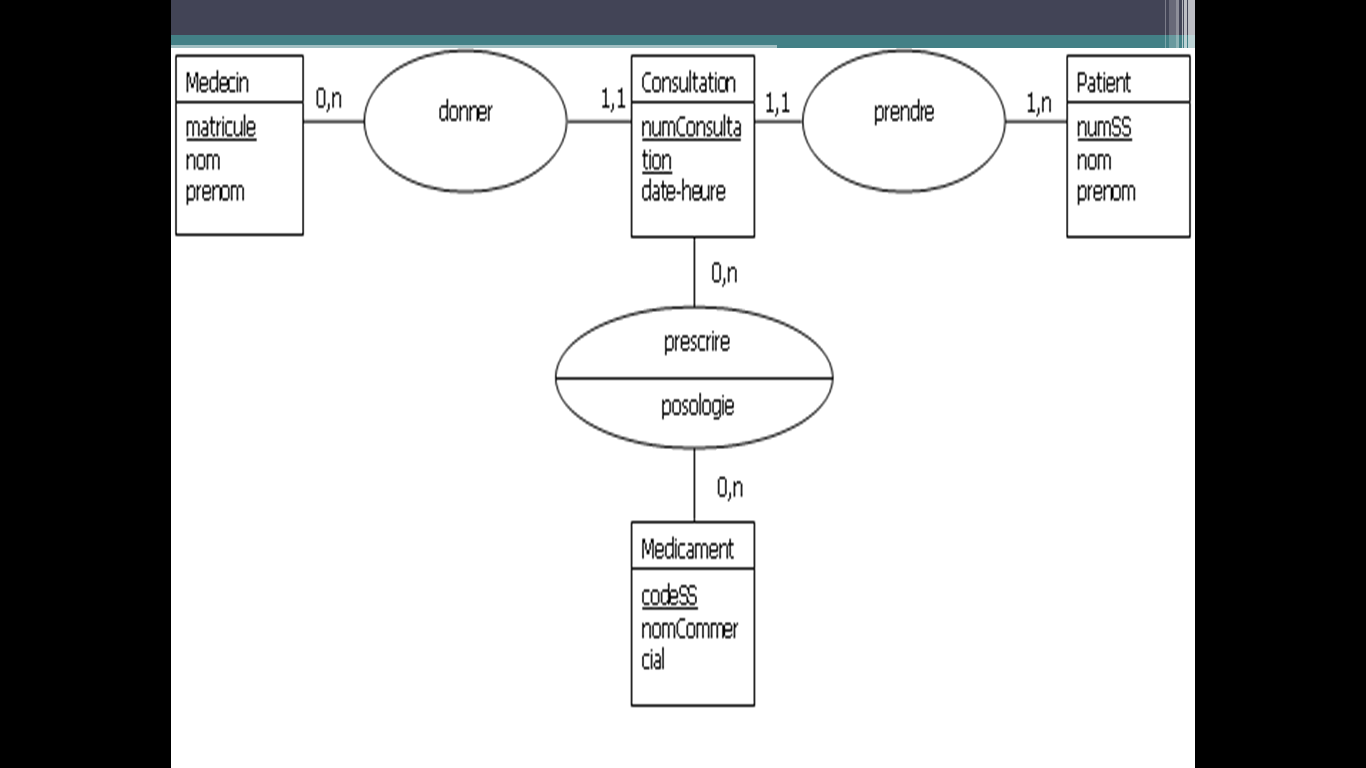 Medecin
matricule
nom
prenom
0,n
donner
1,1
Consultation
numConsulta
tion
date-heure
1,1
prendre
1,n
Patient
numSS
nom
prenom
0,n
prescrire
posologie
0,n
Medicament
codeSS
nomCommer
cial